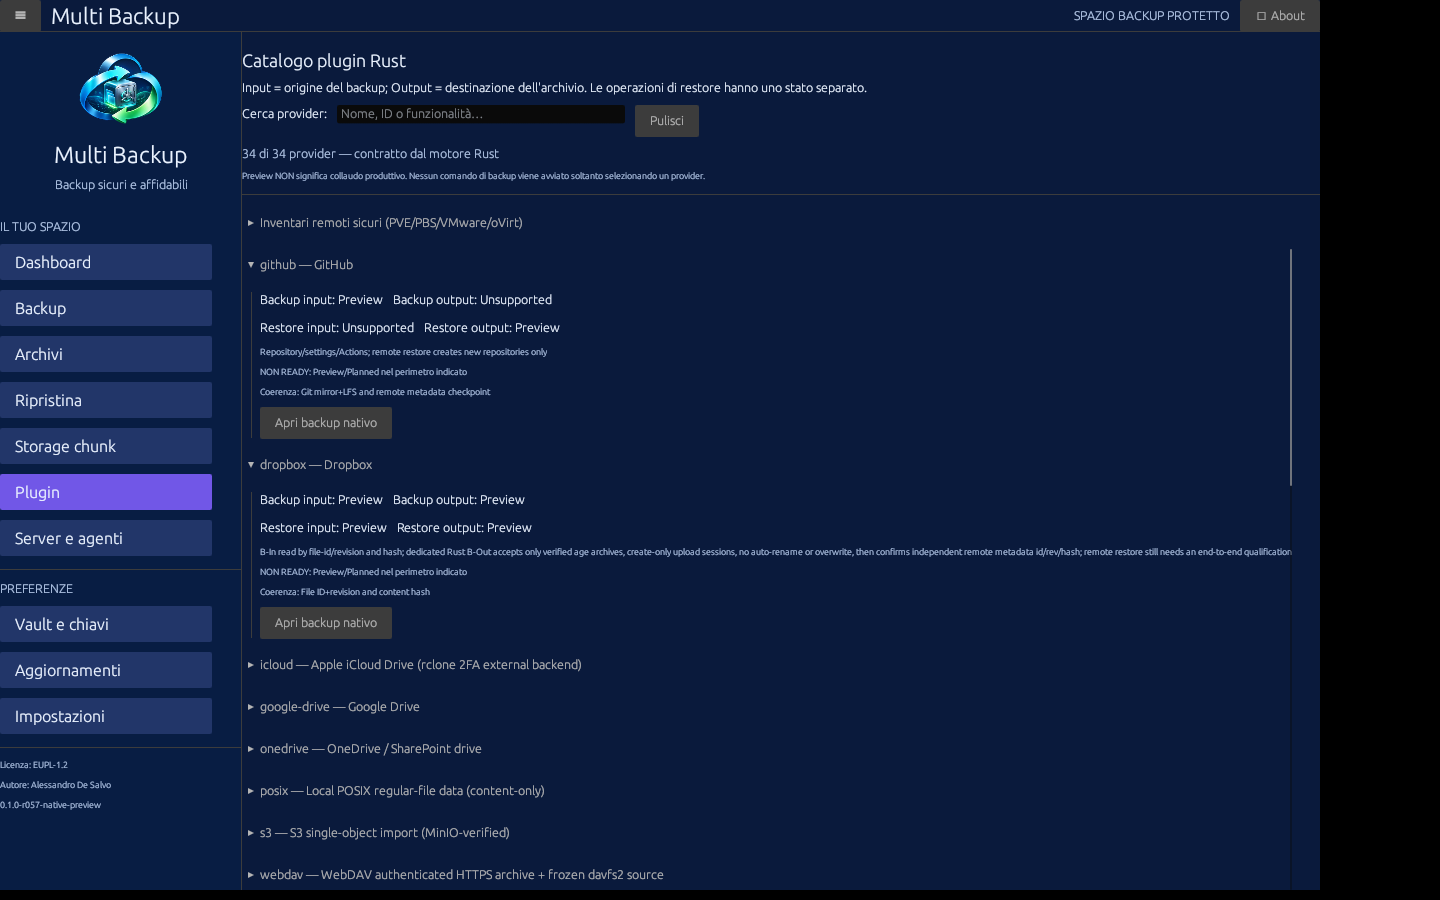 Multi Backup
SPAZIO BACKUP PROTETTO
About
Multi Backup
Backup sicuri e affidabili
IL TUO SPAZIO
Dashboard
Backup
Archivi
Ripristina
Storage chunk
Plugin
Server e agenti
PREFERENZE
Vault e chiavi
Aggiornamenti
Impostazioni
Licenza: EUPL-1.2
Autore: Alessandro De Salvo
0.1.0-r057-native-preview
Catalogo plugin Rust
Input = origine del backup; Output = destinazione dell'archivio. Le operazioni di restore hanno uno stato separato.
Cerca provider: Nome, ID o funzionalità... Pulisci
34 di 34 provider — contratto dal motore Rust
Preview NON significa collaudo produttivo. Nessun comando di backup viene avviato soltanto selezionando un provider.
Inventari remoti sicuri (PVE/PBS/VMware/oVirt)
github — GitHub
Backup input: Preview Backup output: Unsupported
Restore input: Unsupported Restore output: Preview
Repository/settings/Actions; remote restore creates new repositories only
NON READY: Preview/Planned nel perimetro indicato
Coerenza: Git mirror+LFS and remote metadata checkpoint
Apri backup nativo
dropbox — Dropbox
Backup input: Preview Backup output: Preview
Restore input: Preview Restore output: Preview
B-In read by file-id/revision and hash; dedicated Rust B-Out accepts only verified age archives, create-only upload sessions, no auto-rename or overwrite, then confirms independent remote metadata id/rev/hash; remote restore still needs an end-to-end qualification
NON READY: Preview/Planned nel perimetro indicato
Coerenza: File ID+revision and content hash
Apri backup nativo
icloud — Apple iCloud Drive (rclone 2FA external backend)
google-drive — Google Drive
onedrive — OneDrive / SharePoint drive
posix — Local POSIX regular-file data (content-only)
s3 — S3 single-object import (MinIO-verified)
webdav — WebDAV authenticated HTTPS archive + frozen davfs2 source